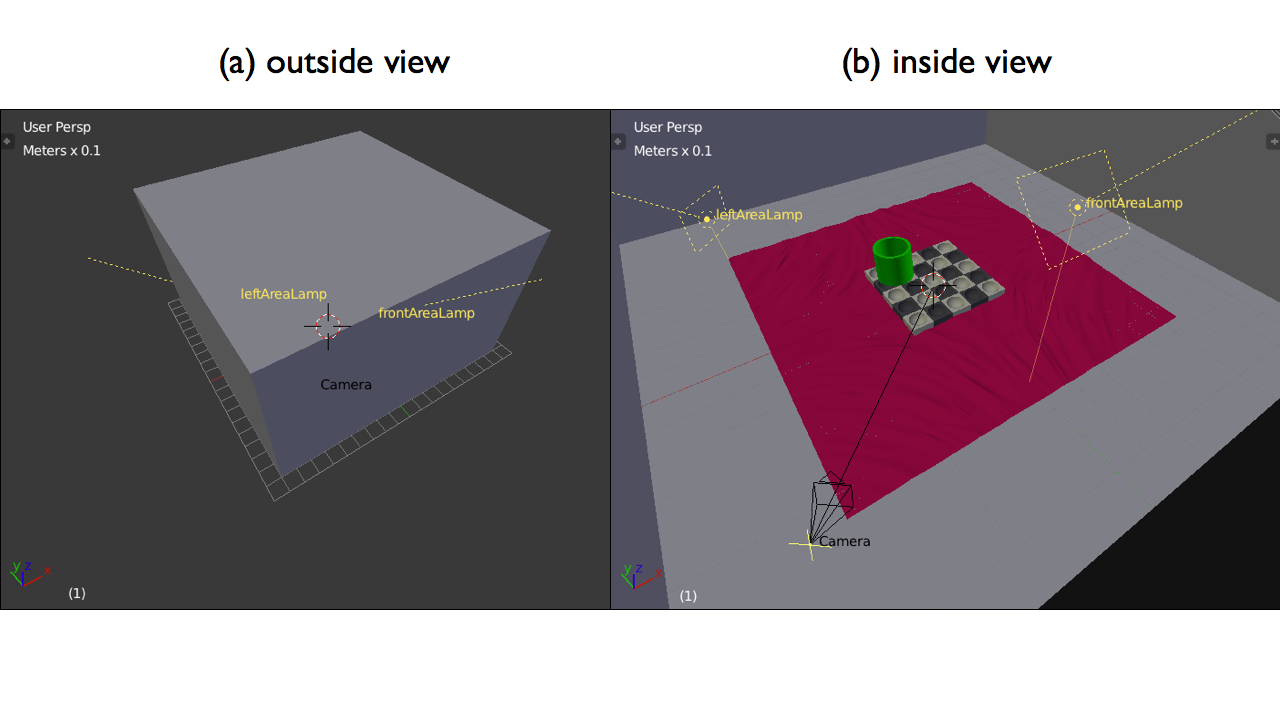 (a) outside view
(b) inside view
User Persp
Meters x 0.1
leftAreaLamp
frontAreaLamp
Camera
y z x
(1)
User Persp
Meters x 0.1
leftAreaLamp
frontAreaLamp
Camera
y z x
(1)